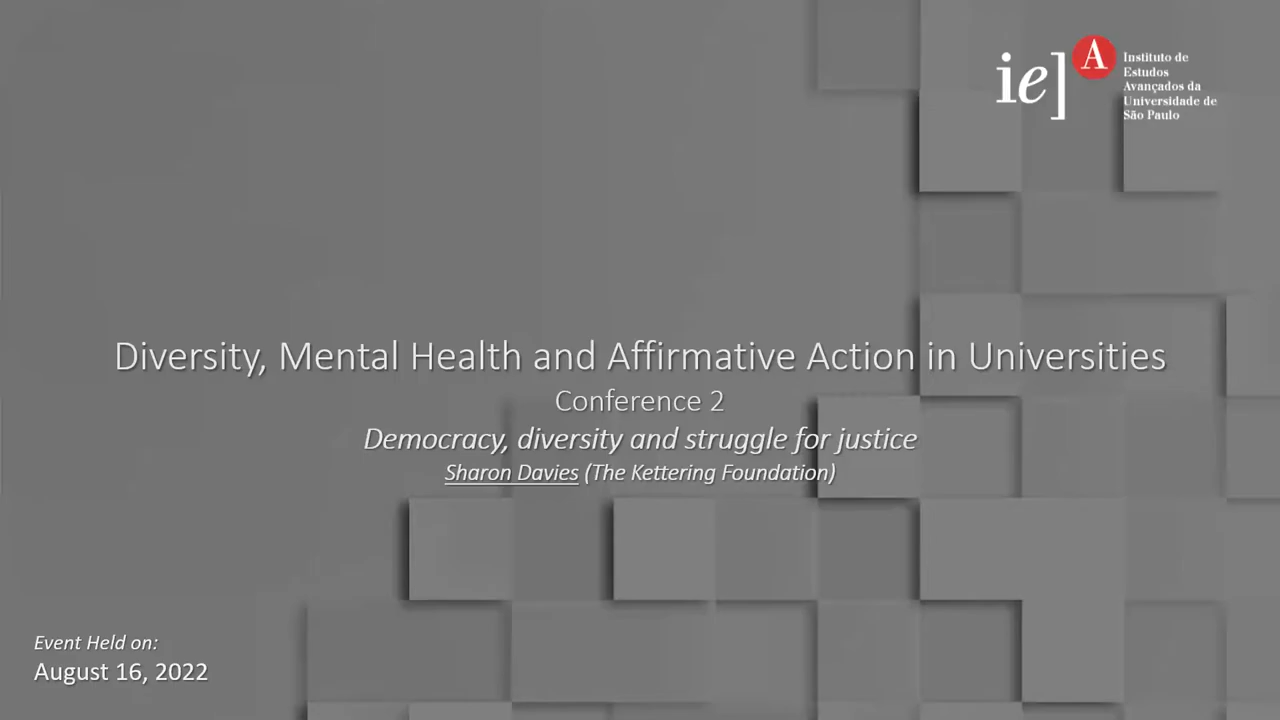 ie]A
Instituto de
Estudos
Avançados da
Universidade de
São Paulo
Diversity, Mental Health and Affirmative Action in Universities
Conference 2
Democracy, diversity and struggle for justice
Sharon Davies (The Kettering Foundation)
Event Held on:
August 16, 2022